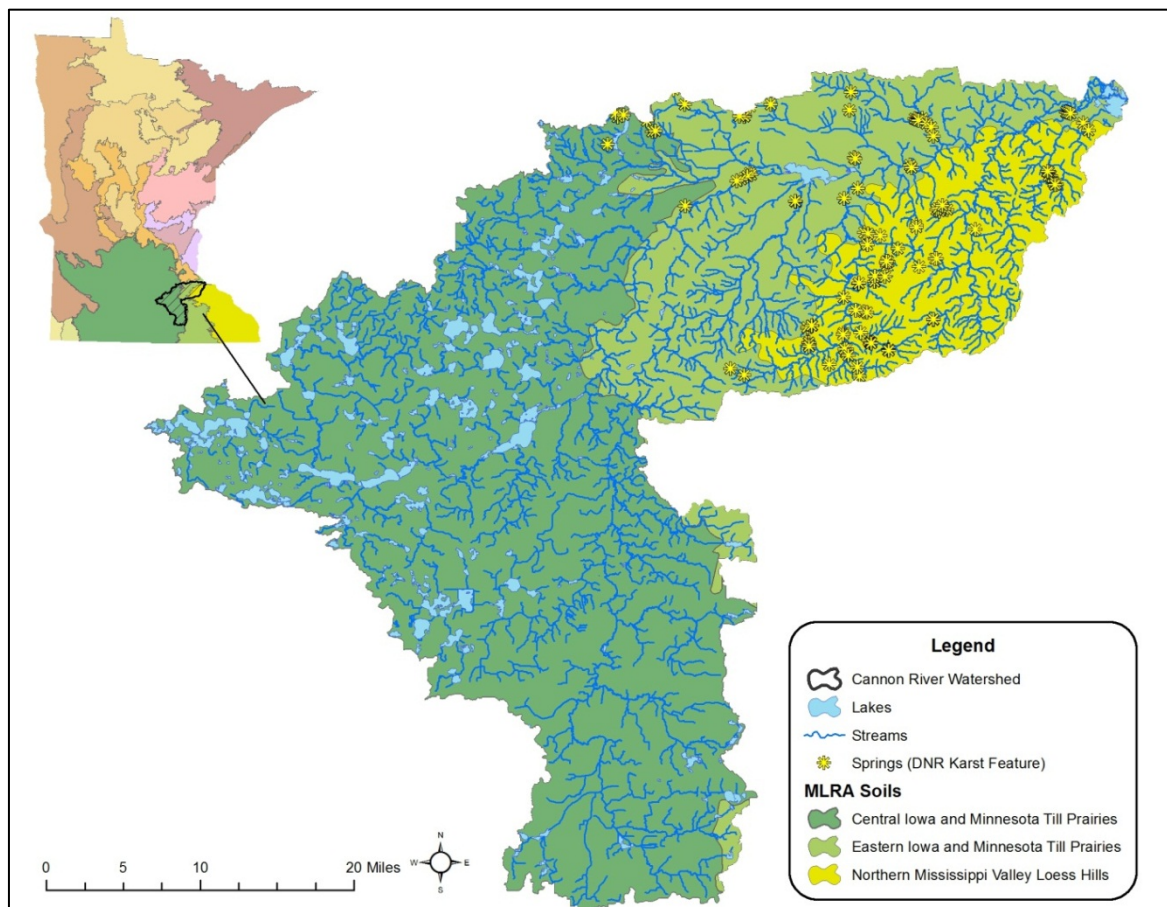 Legend
Cannon River Watershed
Lakes
Streams
Springs (DNR Karst Feature)
MLRA Soils
Central Iowa and Minnesota Till Prairies
Eastern Iowa and Minnesota Till Prairies
Northern Mississippi Valley Loess Hills
N
W E
S
0 5 10 20 Miles